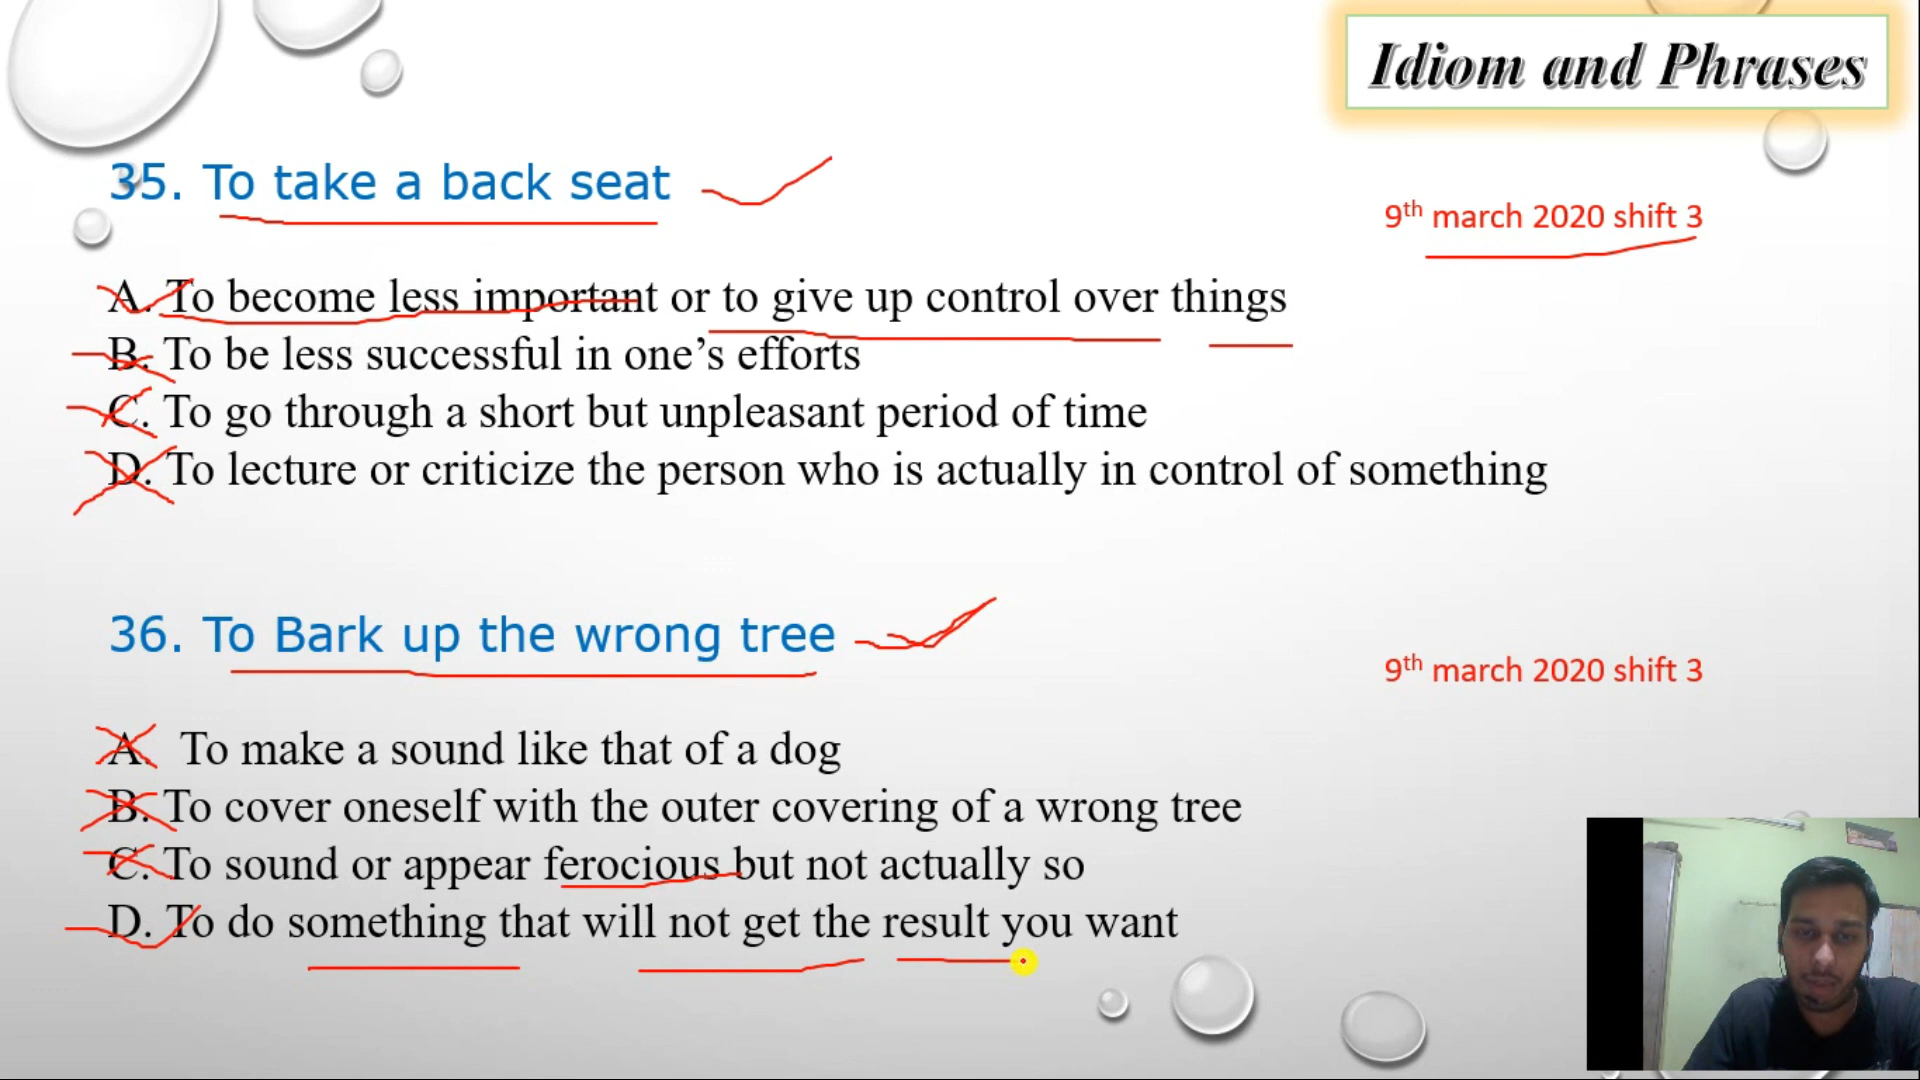 Idiom and Phrases
35. To take a back seat
9th march 2020 shift 3
A. To become less important or to give up control over things
B. To be less successful in one’s efforts
C. To go through a short but unpleasant period of time
D. To lecture or criticize the person who is actually in control of something
36. To Bark up the wrong tree
9th march 2020 shift 3
A. To make a sound like that of a dog
B. To cover oneself with the outer covering of a wrong tree
C. To sound or appear ferocious but not actually so
D. To do something that will not get the result you want